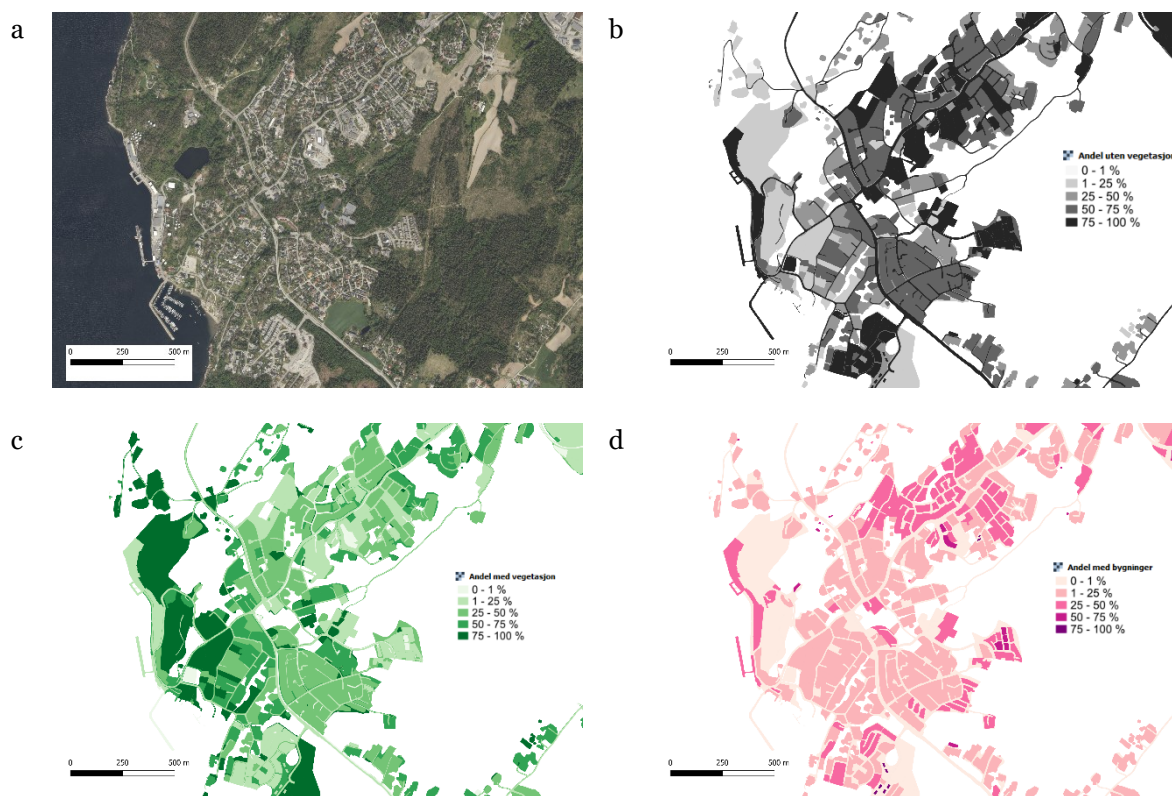 a
0 250 500 m
b
Andel uten vegetasjon
0 - 1 %
1 - 25 %
25 - 50 %
50 - 75 %
75 - 100 %
0 250 500 m
c
Andel med vegetasjon
0 - 1 %
1 - 25 %
25 - 50 %
50 - 75 %
75 - 100 %
0 250 500 m
d
Andel med bygninger
0 - 1 %
1 - 25 %
25 - 50 %
50 - 75 %
75 - 100 %
0 250 500 m